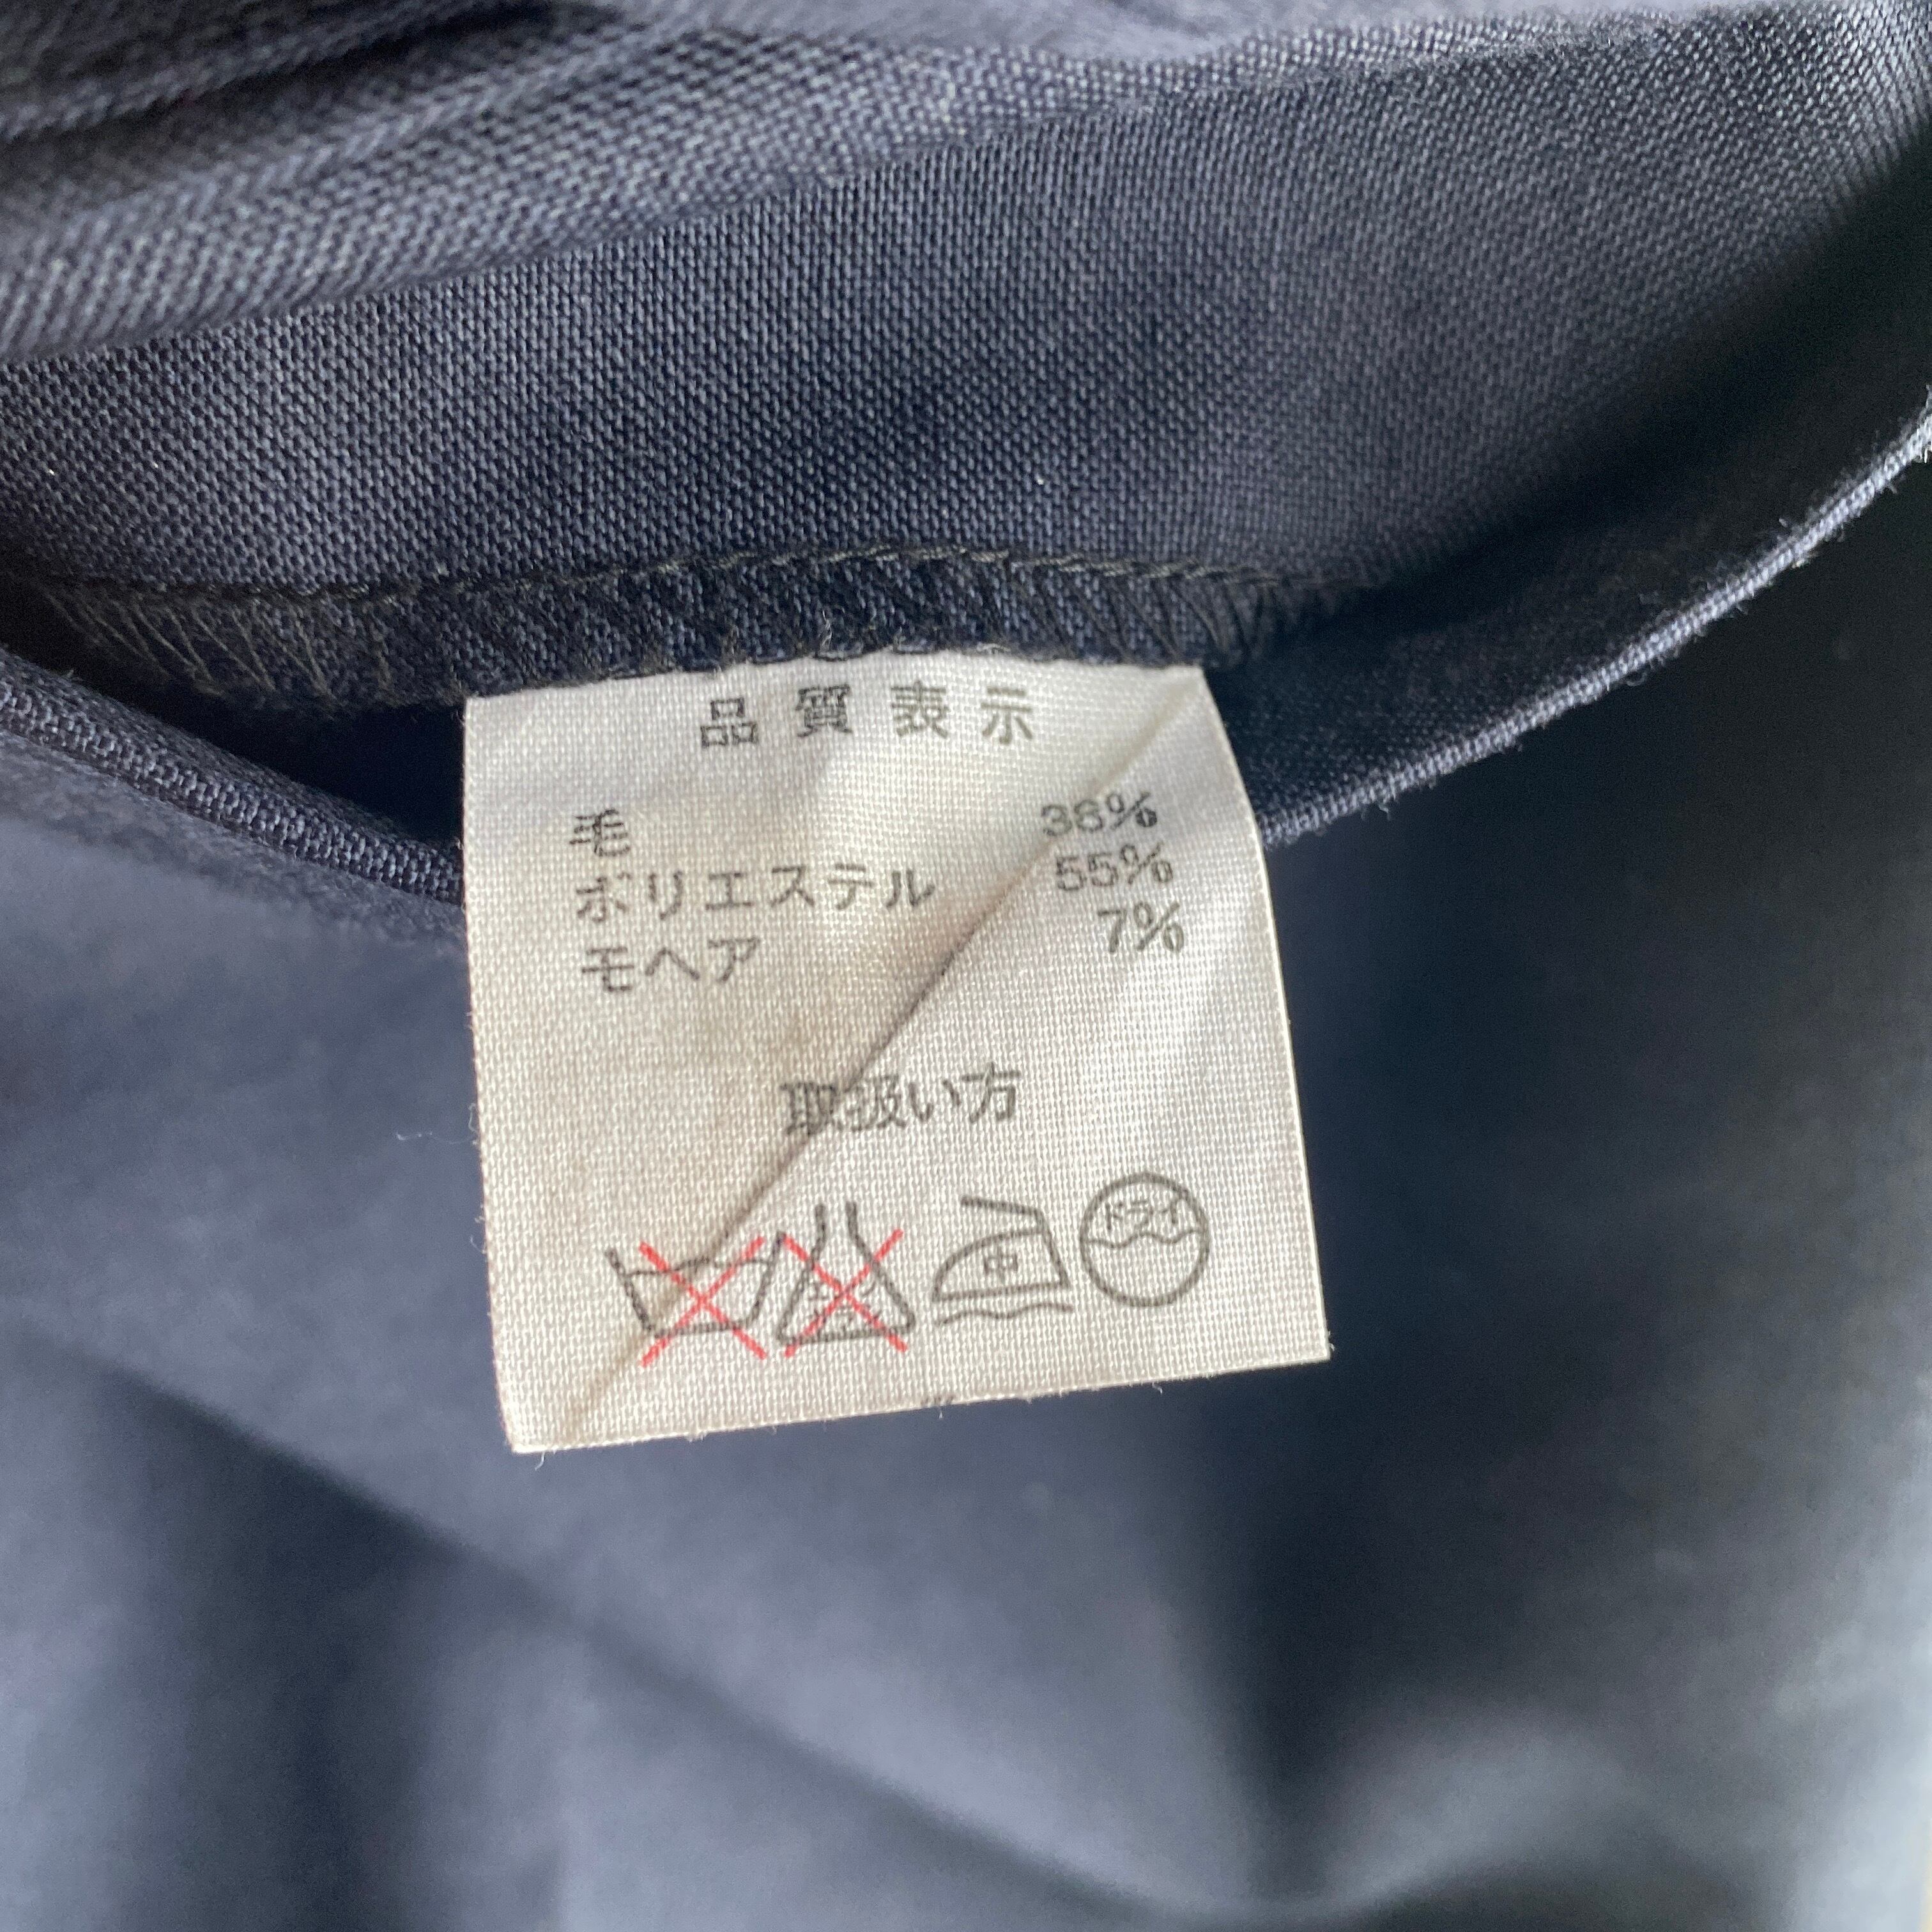 品質表示
毛 38%
ポリエステル 55%
モヘア 7%
取扱い方
中 ドライ